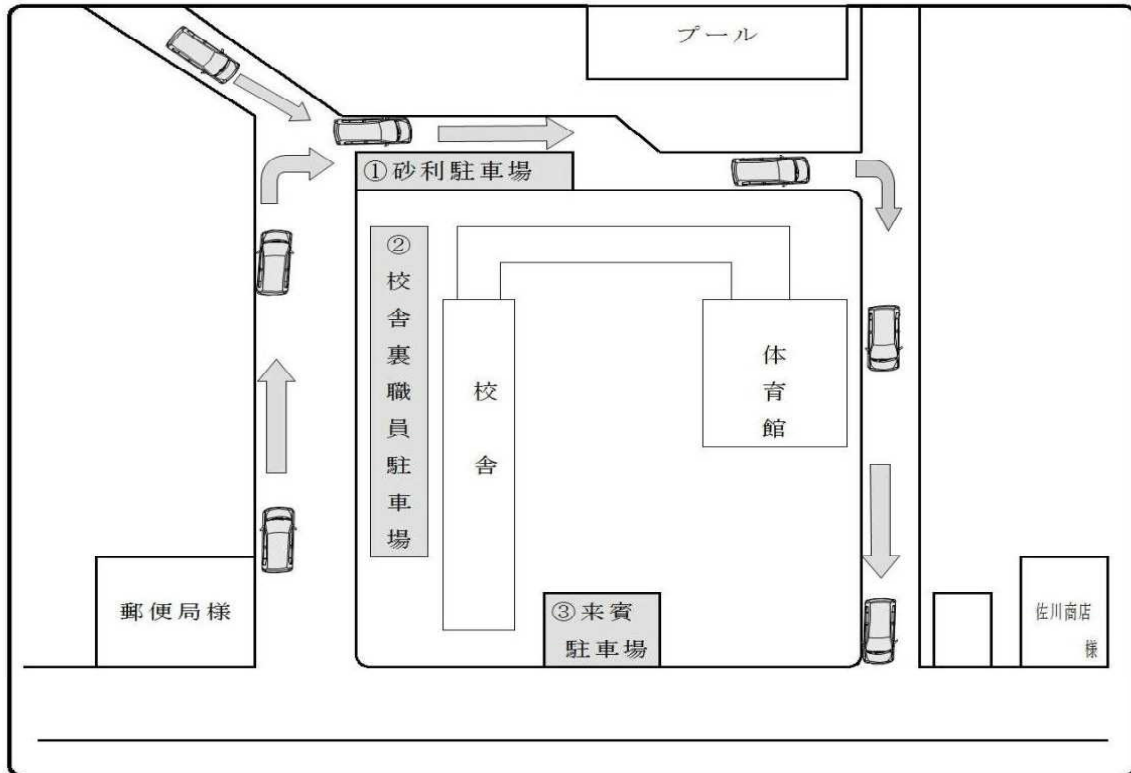 プール
①砂利駐車場
②校舎裏職員駐車場
校舎
体育館
郵便局様
③来賓
駐車場
佐川商店
様